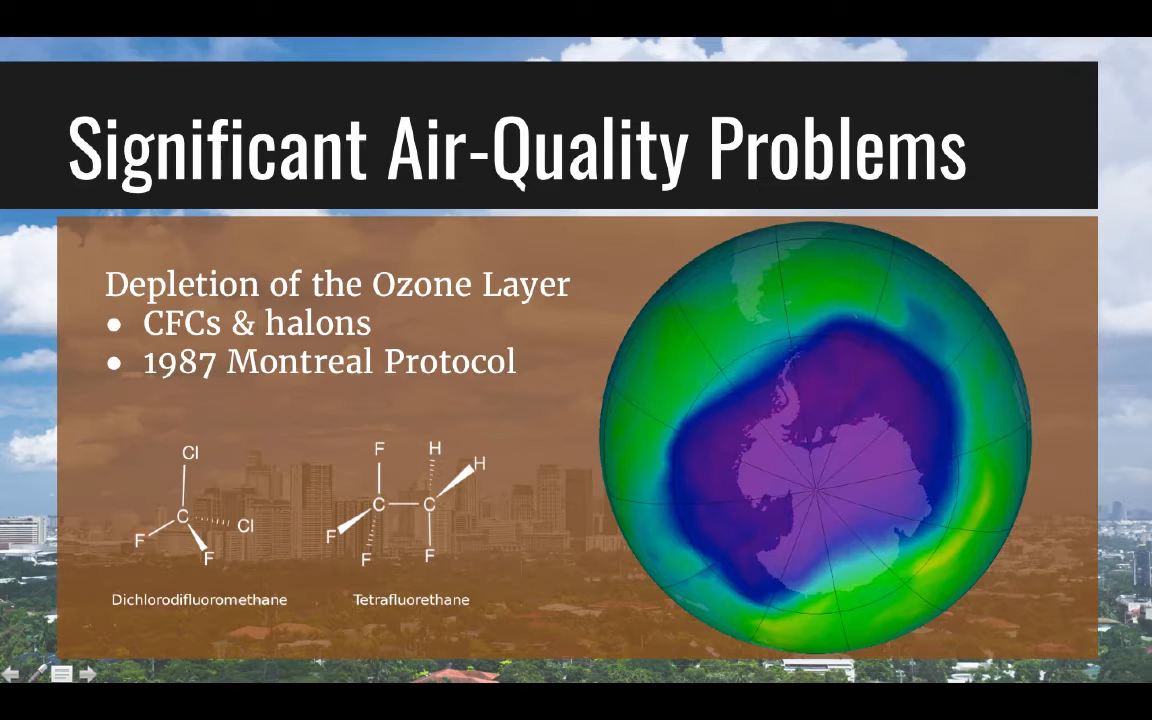 Significant Air-Quality Problems
Depletion of the Ozone Layer
● CFCs & halons
● 1987 Montreal Protocol
Cl
C
Cl
F
F
F
H
H
C
C
F
F
F
Dichlorodifluoromethane
Tetrafluorethane